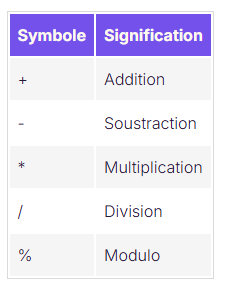 Symbole Signification
+ Addition
- Soustraction
* Multiplication
/ Division
% Modulo